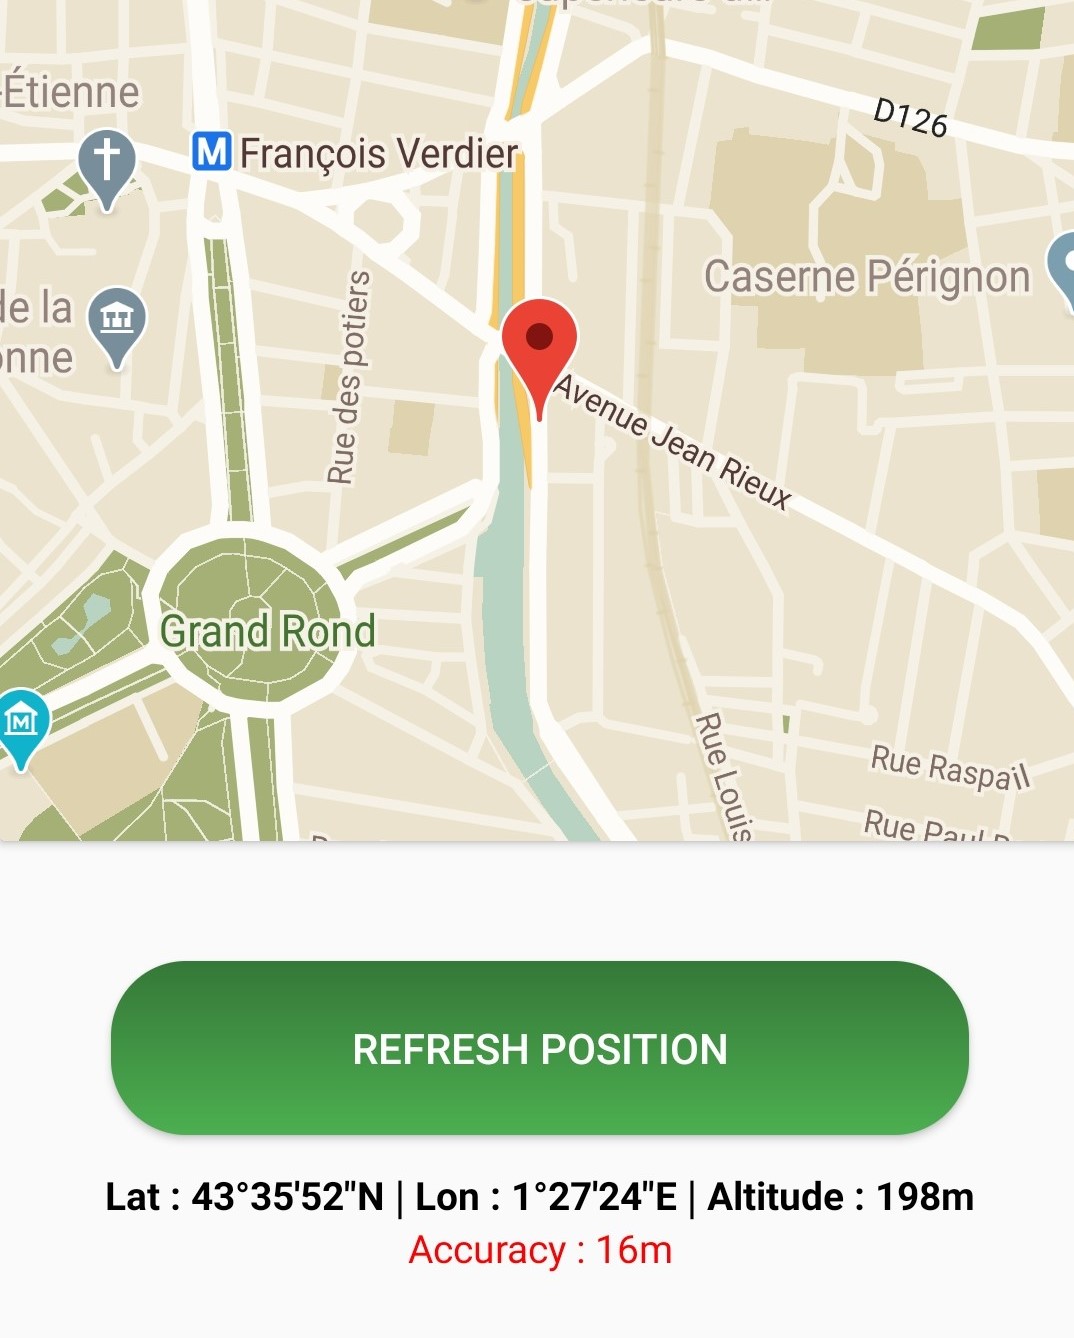 -Étienne
D126
M François Verdier
Caserne Pérignon
de la
onne
Rue des potiers
Avenue Jean Rieux
Grand Rond
M
Rue Louis
Rue Raspail
Rue Paul
REFRESH POSITION
Lat : 43°35'52"N | Lon : 1°27'24"E | Altitude : 198m
Accuracy : 16m